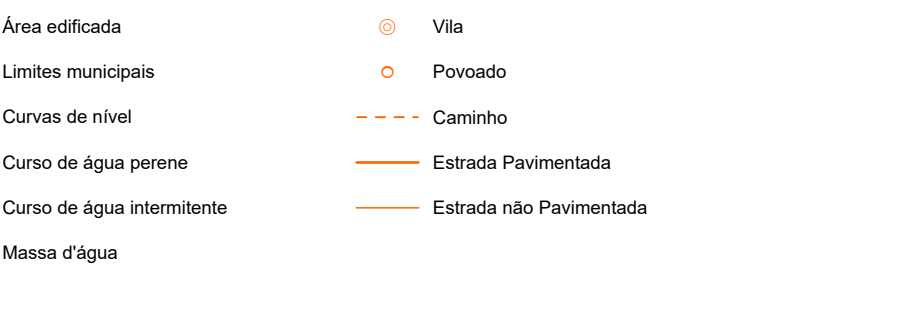 Área edificada
Limites municipais
Curvas de nível
Curso de água perene
Curso de água intermitente
Massa d'água
Vila
Povoado
Caminho
Estrada Pavimentada
Estrada não Pavimentada